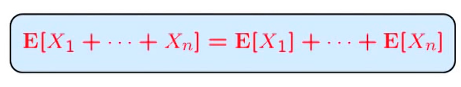 E[X₁ + ⋯ + Xₙ] = E[X₁] + ⋯ + E[Xₙ]